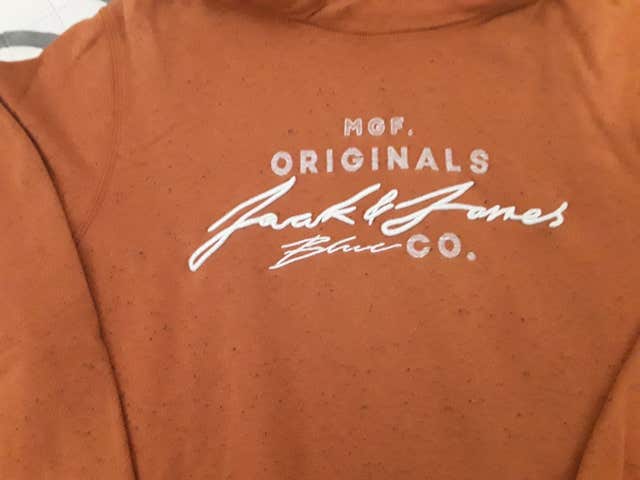 MGF.
ORIGINALS
Jack & Jones
Blue CO.